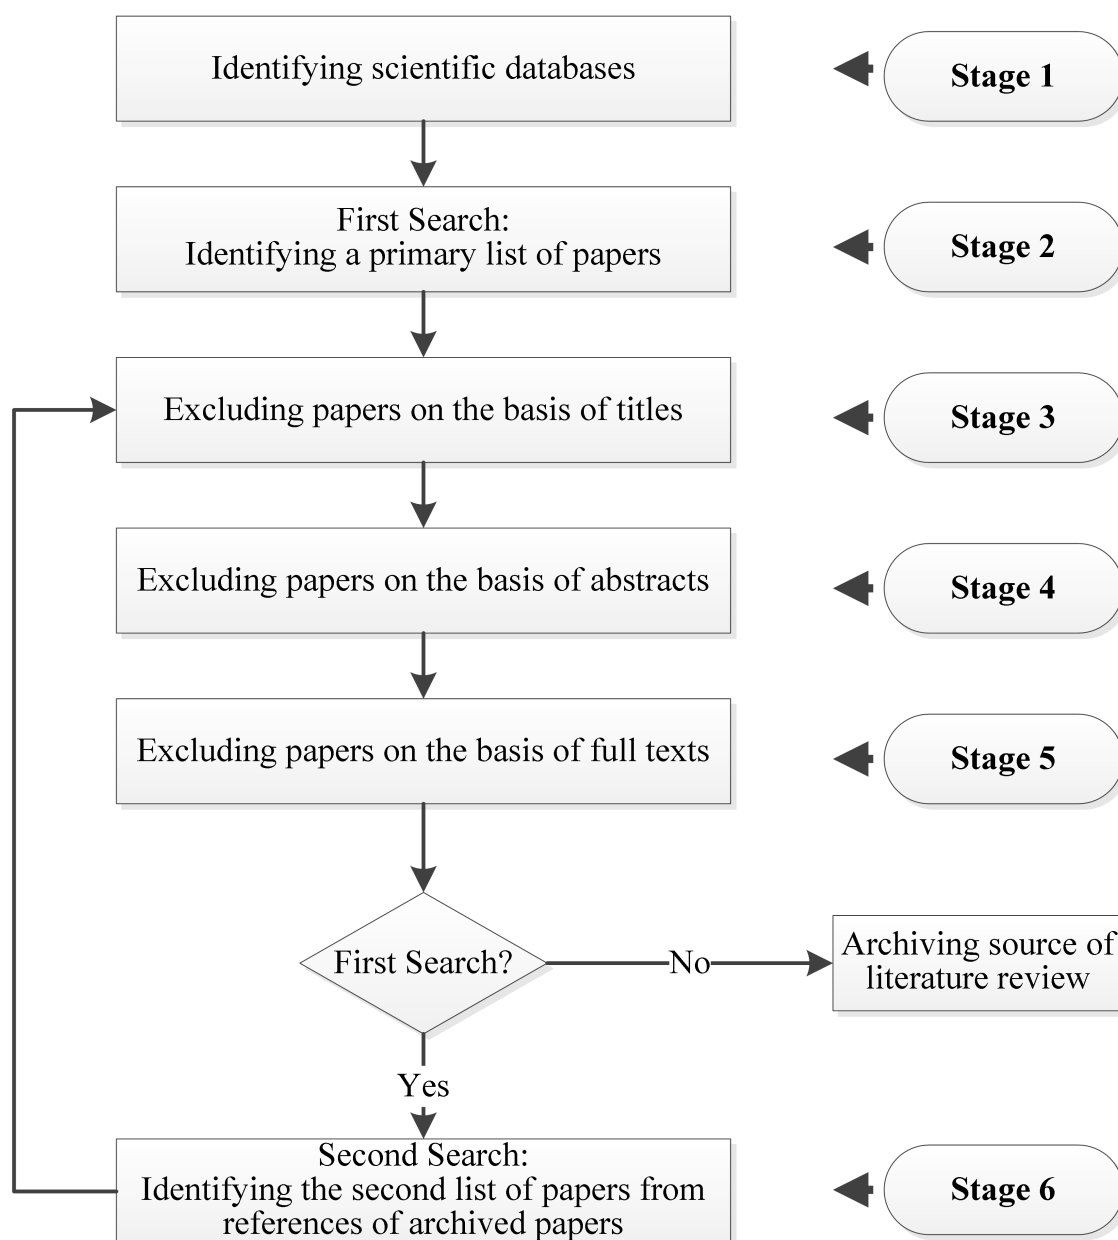 Identifying scientific databases
Stage 1
First Search:
Identifying a primary list of papers
Stage 2
Excluding papers on the basis of titles
Stage 3
Excluding papers on the basis of abstracts
Stage 4
Excluding papers on the basis of full texts
Stage 5
First Search?
No
Archiving source of
literature review
Yes
Second Search:
Identifying the second list of papers from
references of archived papers
Stage 6